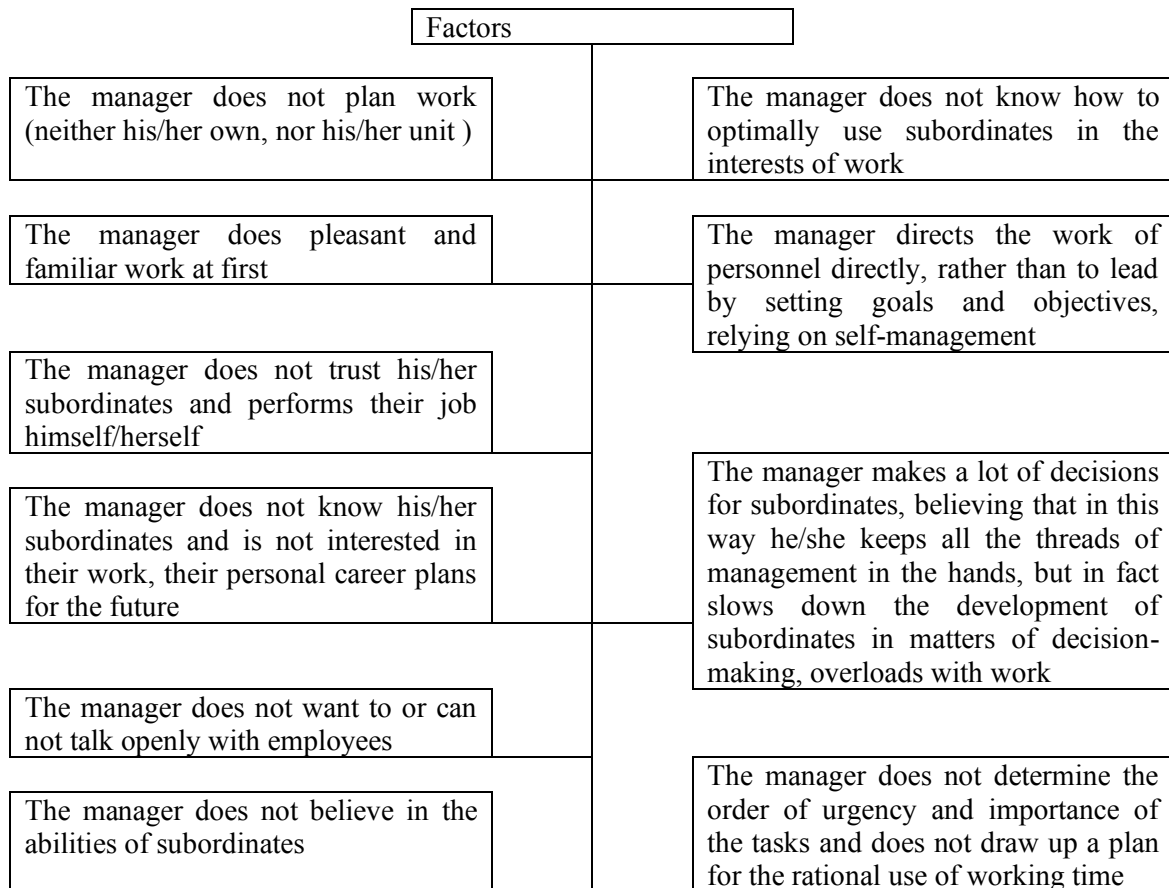 Factors
The manager does not plan work
(neither his/her own, nor his/her unit )
The manager does not know how to
optimally use subordinates in the
interests of work
The manager does pleasant and
familiar work at first
The manager directs the work of
personnel directly, rather than to lead
by setting goals and objectives,
relying on self-management
The manager does not trust his/her
subordinates and performs their job
himself/herself
The manager does not know his/her
subordinates and is not interested in
their work, their personal career plans
for the future
The manager makes a lot of decisions
for subordinates, believing that in this
way he/she keeps all the threads of
management in the hands, but in fact
slows down the development of
subordinates in matters of decision-
making, overloads with work
The manager does not want to or can
not talk openly with employees
The manager does not believe in the
abilities of subordinates
The manager does not determine the
order of urgency and importance of
the tasks and does not draw up a plan
for the rational use of working time